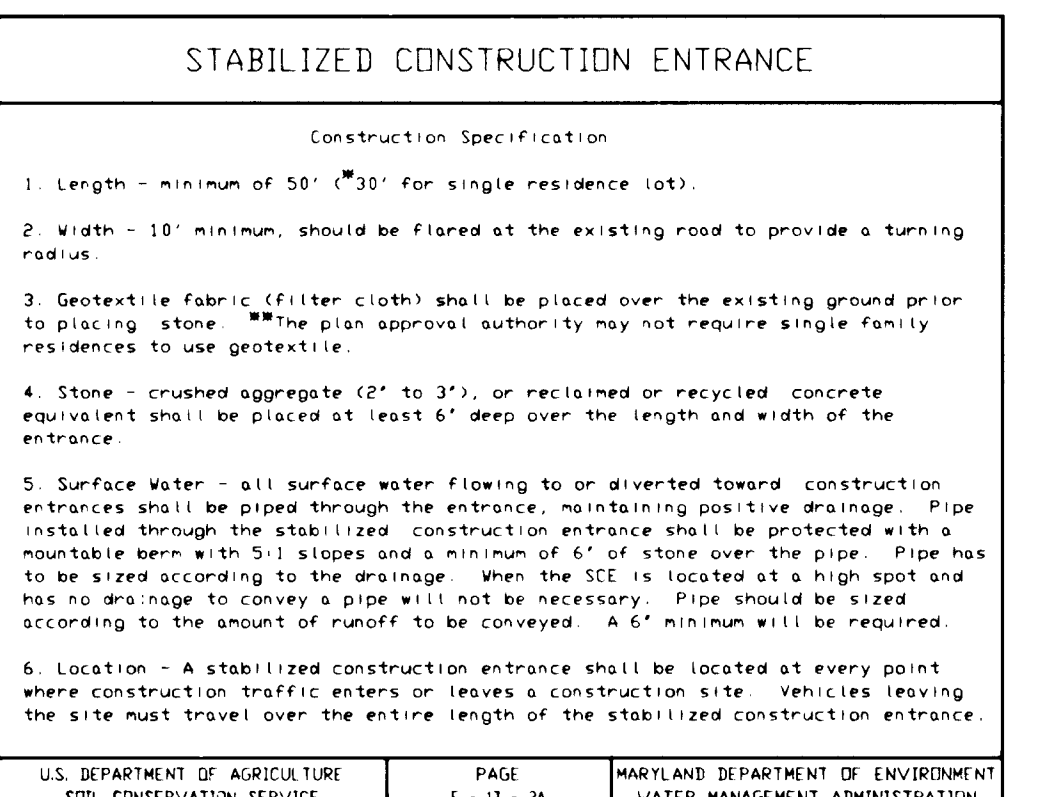 STABILIZED CONSTRUCTION ENTRANCE
Construction Specification
1. Length - minimum of 50' (*30' for single residence lot).
2. Width - 10' minimum, should be flared at the existing road to provide a turning
radius.
3. Geotextile fabric (filter cloth) shall be placed over the existing ground prior
to placing stone. **The plan approval authority may not require single family
residences to use geotextile.
4. Stone - crushed aggregate (2" to 3"), or reclaimed or recycled concrete
equivalent shall be placed at least 6" deep over the length and width of the
entrance.
5. Surface Water - all surface water flowing to or diverted toward construction
entrances shall be piped through the entrance, maintaining positive drainage. Pipe
installed through the stabilized construction entrance shall be protected with a
mountable berm with 5:1 slopes and a minimum of 6" of stone over the pipe. Pipe has
to be sized according to the drainage. When the SCE is located at a high spot and
has no drainage to convey a pipe will not be necessary. Pipe should be sized
according to the amount of runoff to be conveyed. A 6" minimum will be required.
6. Location - A stabilized construction entrance shall be located at every point
where construction traffic enters or leaves a construction site. Vehicles leaving
the site must travel over the entire length of the stabilized construction entrance.
U.S. DEPARTMENT OF AGRICULTURE
SOIL CONSERVATION SERVICE
PAGE
F - 17 - 3A
MARYLAND DEPARTMENT OF ENVIRONMENT
WATER MANAGEMENT ADMINISTRATION